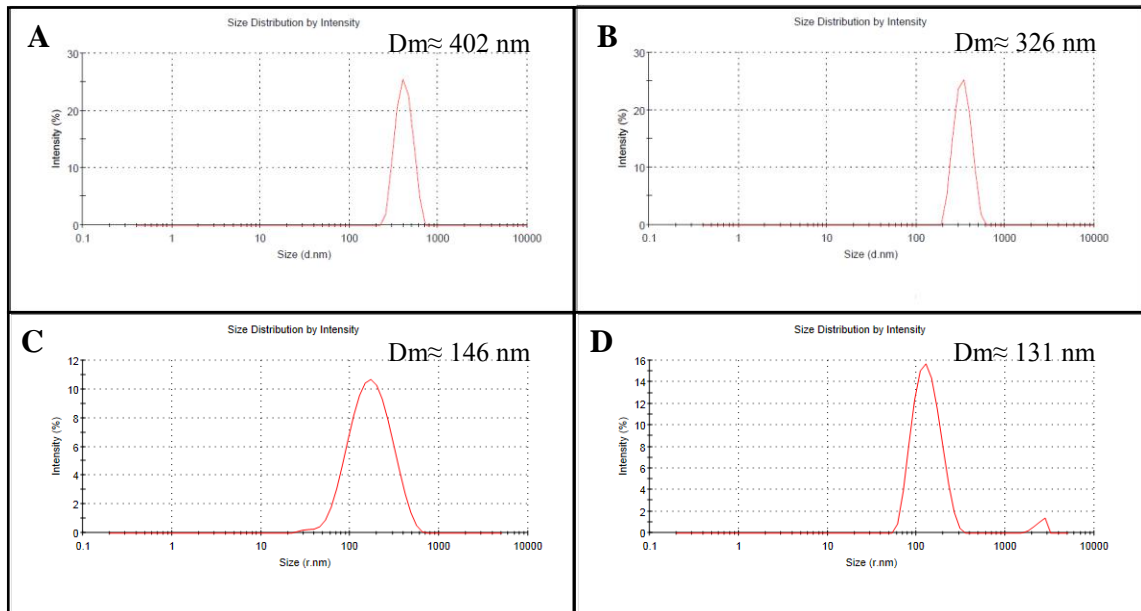 Size Distribution by Intensity
A
Dm≈ 402 nm
30
20
10
0
Intensity (%)
0.1 1 10 100 1000 10000
Size (d.nm)
Size Distribution by Intensity
B
Dm≈ 326 nm
30
20
10
0
Intensity (%)
0.1 1 10 100 1000 10000
Size (d.nm)
Size Distribution by Intensity
C
Dm≈ 146 nm
12
10
8
6
4
2
0
Intensity (%)
0.1 1 10 100 1000 10000
Size (r.nm)
Size Distribution by Intensity
D
Dm≈ 131 nm
16
14
12
10
8
6
4
2
0
Intensity (%)
0.1 1 10 100 1000 10000
Size (r.nm)